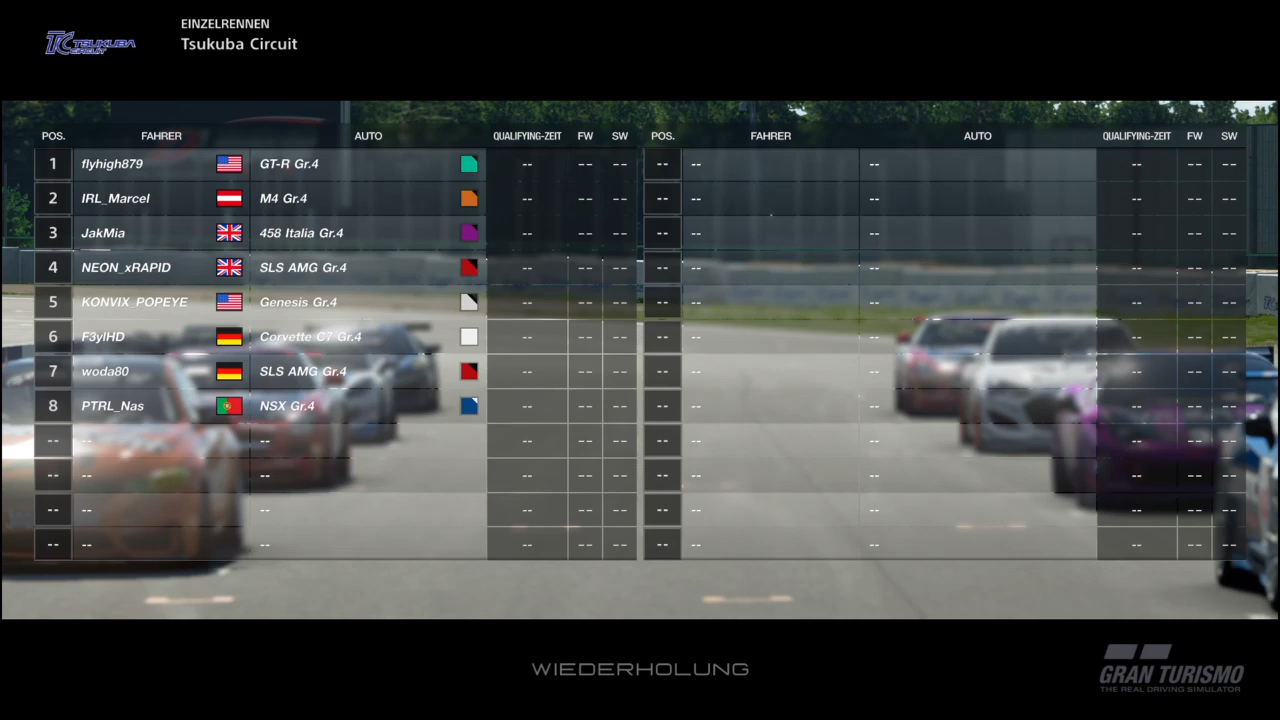 TC TSUKUBA CIRCUIT
EINZELRENNEN
Tsukuba Circuit
POS. FAHRER AUTO QUALIFYING-ZEIT FW SW POS. FAHRER AUTO QUALIFYING-ZEIT FW SW
1 flyhigh879 GT-R Gr.4 -- -- -- -- -- -- -- -- --
2 IRL_Marcel M4 Gr.4 -- -- -- -- -- -- -- -- --
3 JakMia 458 Italia Gr.4 -- -- -- -- -- -- -- -- --
4 NEON_xRAPID SLS AMG Gr.4 -- -- -- -- -- -- -- -- --
5 KONVIX_POPEYE Genesis Gr.4 -- -- -- -- -- -- -- -- --
6 F3ylHD Corvette C7 Gr.4 -- -- -- -- -- -- -- -- --
7 woda80 SLS AMG Gr.4 -- -- -- -- -- -- -- -- --
8 PTRL_Nas NSX Gr.4 -- -- -- -- -- -- -- -- --
-- -- -- -- -- -- -- -- -- -- -- --
-- -- -- -- -- -- -- -- -- -- -- --
-- -- -- -- -- -- -- -- -- -- -- --
-- -- -- -- -- -- -- -- -- -- -- --
WIEDERHOLUNG
GRAN TURISMO
THE REAL DRIVING SIMULATOR